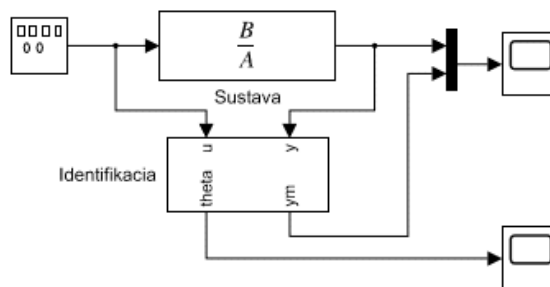 B
A
Sustava
Identifikacia
u
y
theta
ym